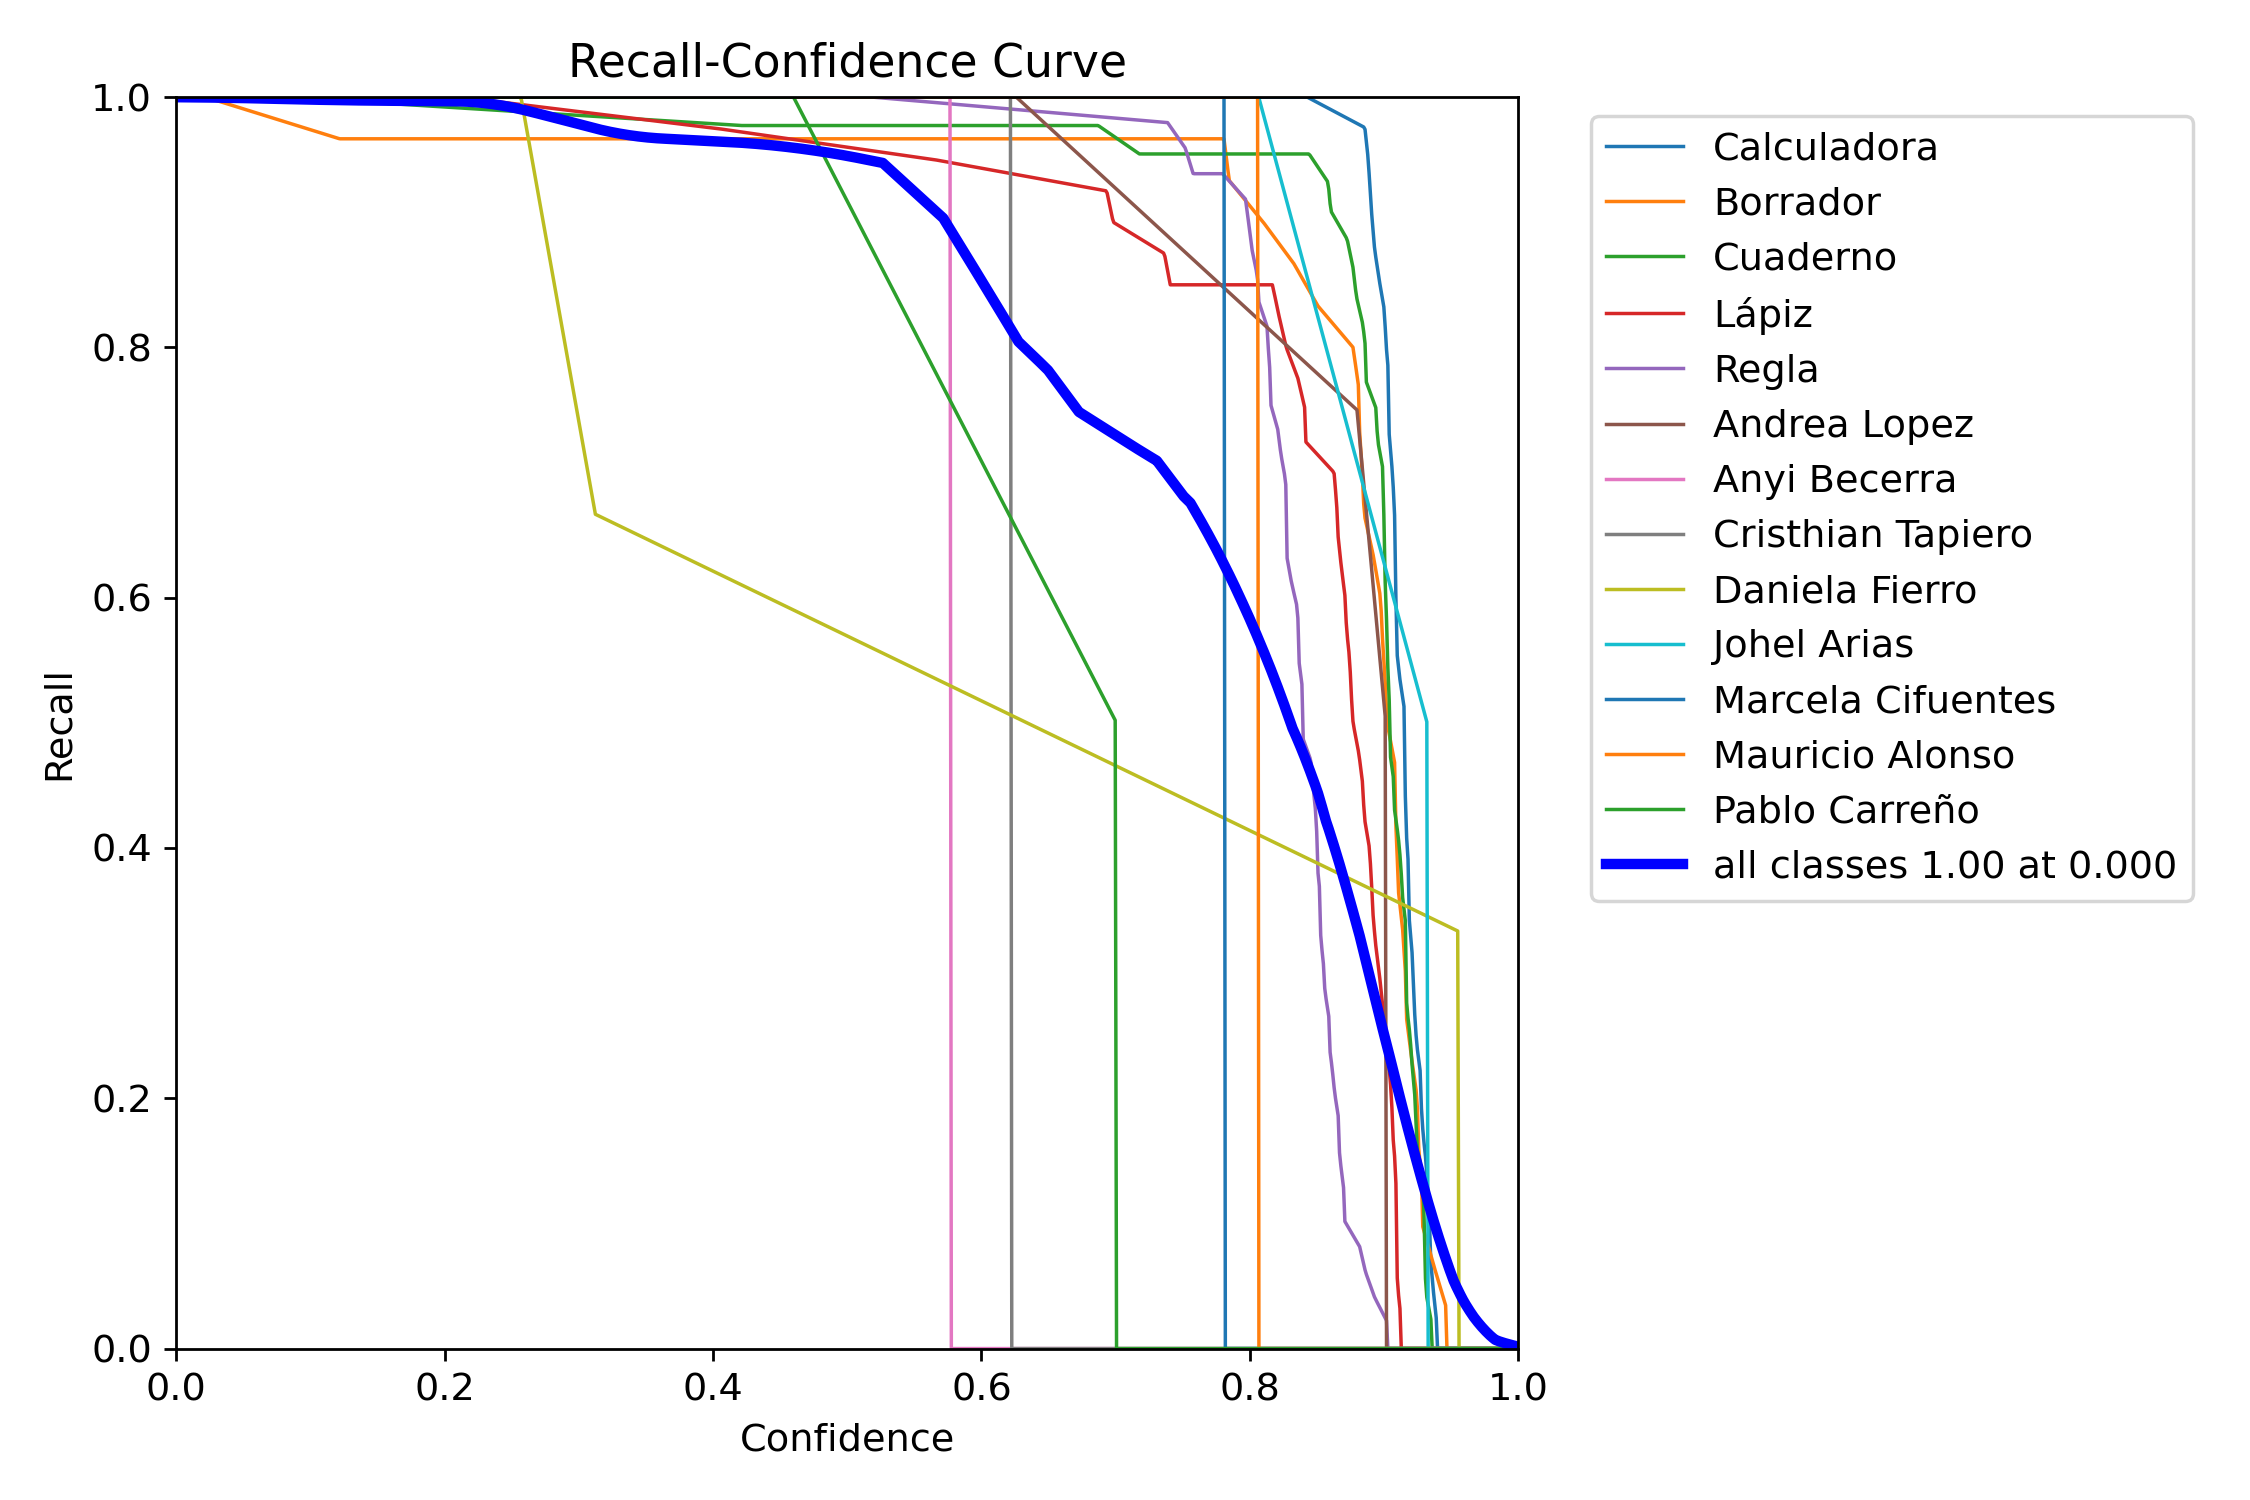 Recall-Confidence Curve
1.0
0.8
0.6
0.4
0.2
0.0
Recall
0.0 0.2 0.4 0.6 0.8 1.0
Confidence
Calculadora
Borrador
Cuaderno
Lápiz
Regla
Andrea Lopez
Anyi Becerra
Cristhian Tapiero
Daniela Fierro
Johel Arias
Marcela Cifuentes
Mauricio Alonso
Pablo Carreño
all classes 1.00 at 0.000